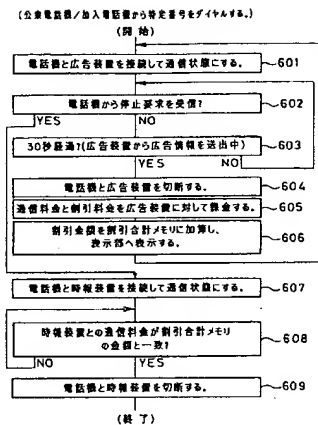 (公衆電話機/加入電話機から特定番号をダイヤルする。)
(開始)
電話機と広告装置を接続して通信状態にする。
601
電話機から停止要求を受信?
602
YES
NO
30秒経過?(広告装置から広告情報を送出中)
603
YES
NO
電話機と広告装置を切断する。
604
通信料金と割引料金を広告装置に対して課金する。
605
割引金額を割引合計メモリに加算し、
表示部へ表示する。
606
電話機と時報装置を接続して通信状態にする。
607
時報装置との通信料金が割引合計メモリ
の金額と一致?
608
NO
YES
電話機と時報装置を切断する。
609
(終了)